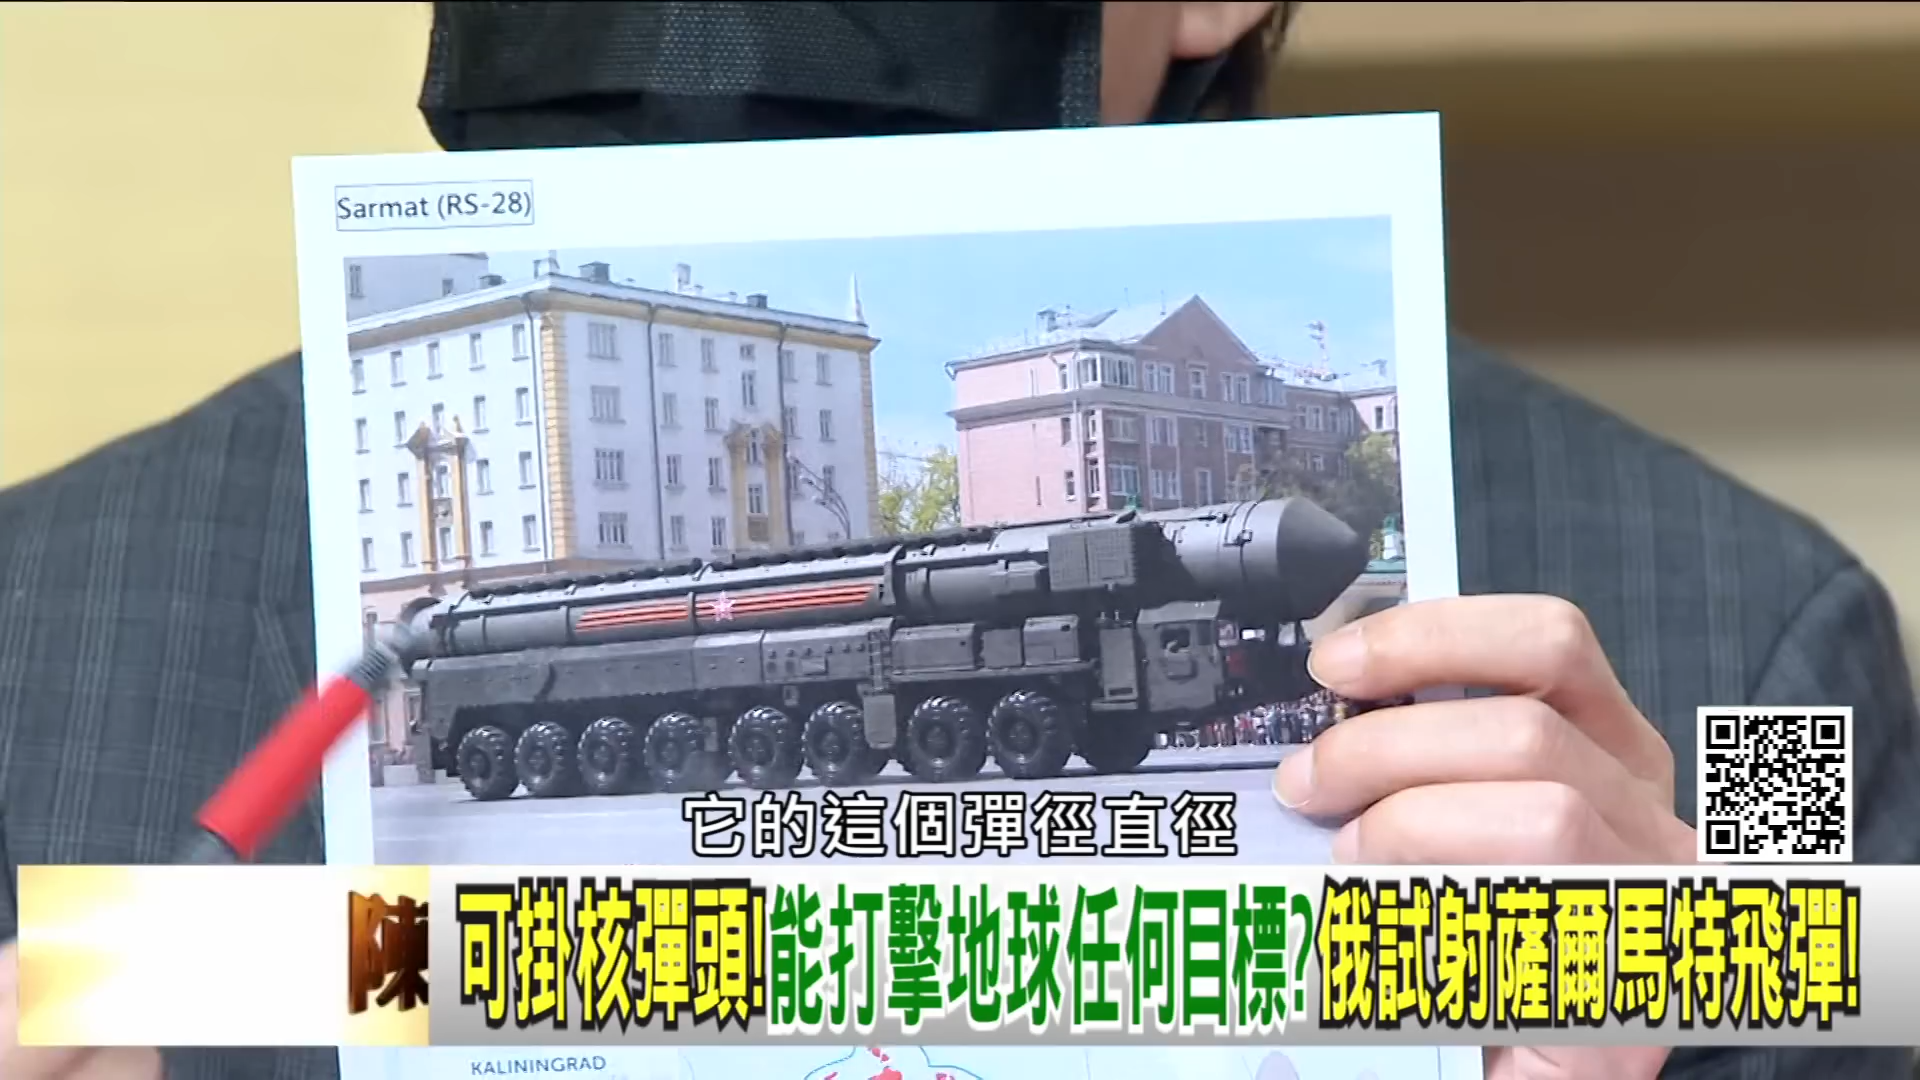 Sarmat (RS-28)
它的這個彈徑直徑
陳
可掛核彈頭!能打擊地球任何目標?俄試射薩爾馬特飛彈!
KALININGRAD